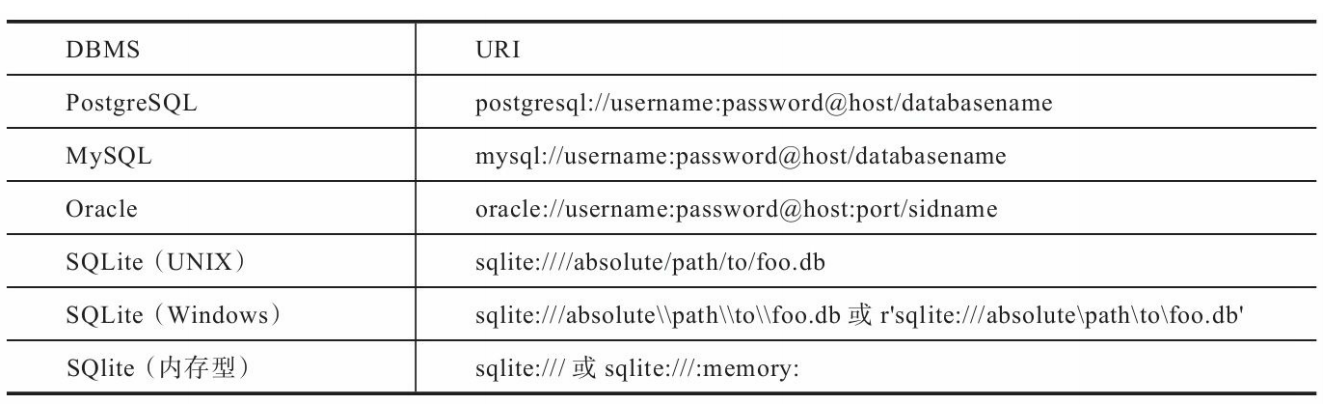 DBMS URI
PostgreSQL postgresql://username:password@host/databasename
MySQL mysql://username:password@host/databasename
Oracle oracle://username:password@host:port/sidname
SQLite（UNIX） sqlite:////absolute/path/to/foo.db
SQLite（Windows） sqlite:///absolute\\path\\to\\foo.db 或 r'sqlite:///absolute\path\to\foo.db'
SQlite（内存型） sqlite:/// 或 sqlite:///:memory: